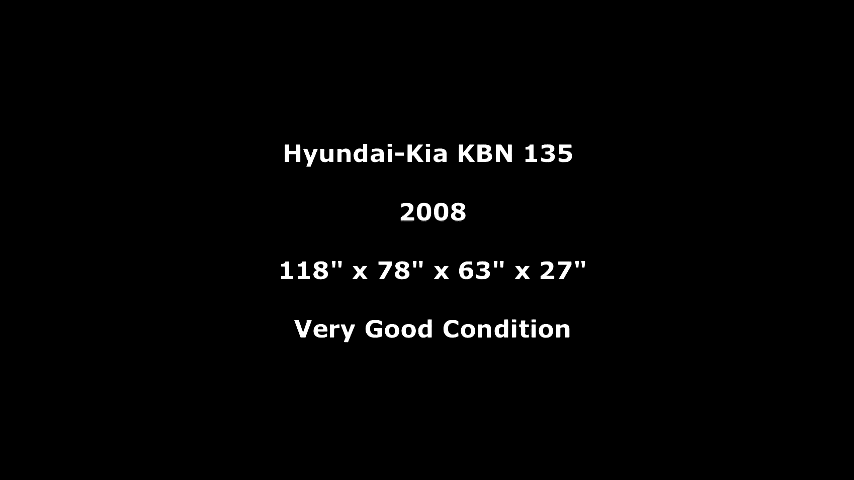 Hyundai-Kia KBN 135
2008
118" x 78" x 63" x 27"
Very Good Condition